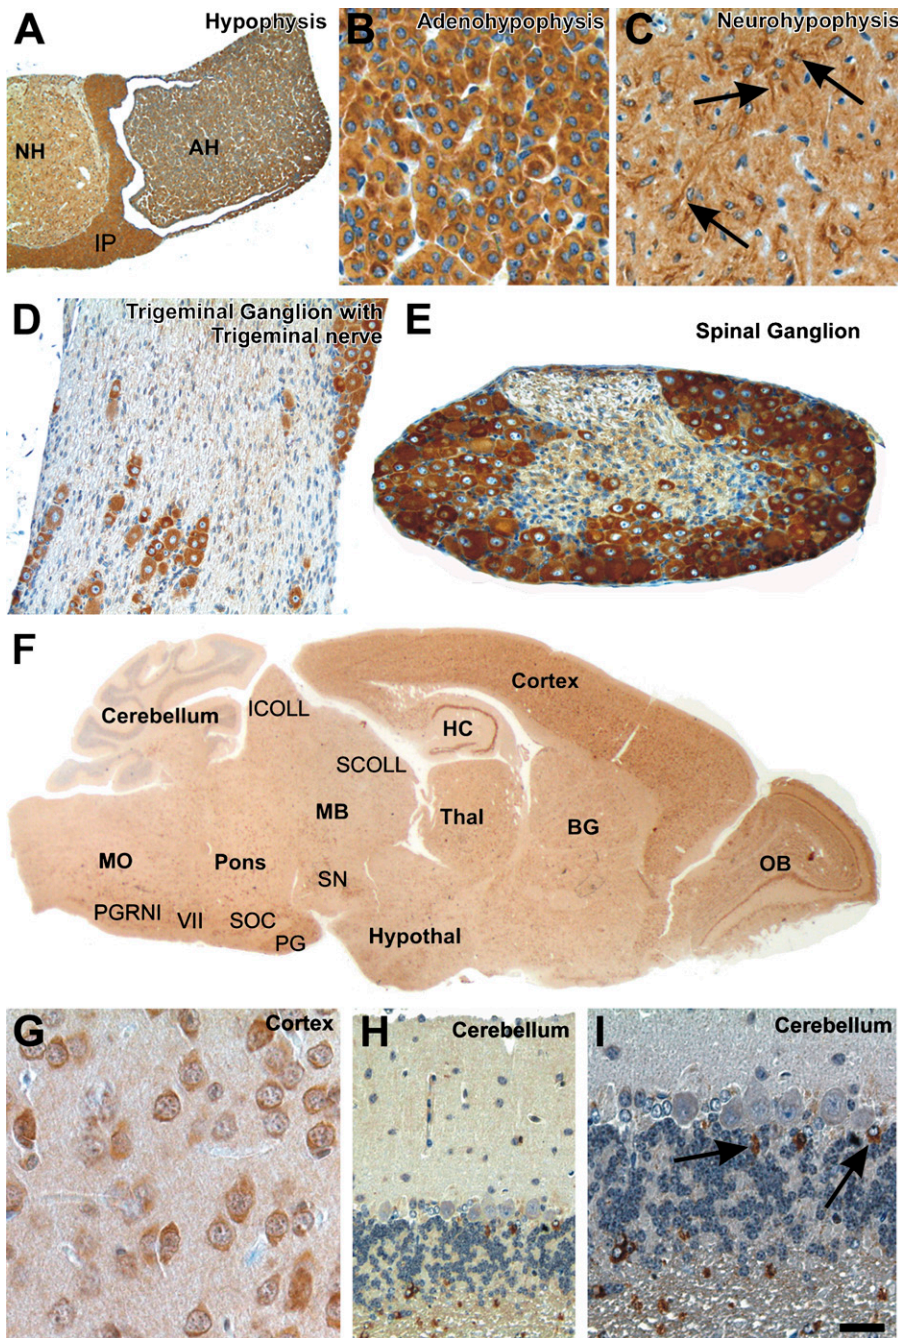 A
Hypophysis
NH
AH
IP
B
Adenohypophysis
C
Neurohypophysis
D
Trigeminal Ganglion with
Trigeminal nerve
E
Spinal Ganglion
F
Cerebellum
ICOLL
Cortex
HC
SCOLL
MB
Thal
BG
MO
Pons
SN
OB
PGRNI
VII
SOC
PG
Hypothal
G
Cortex
H
Cerebellum
I
Cerebellum